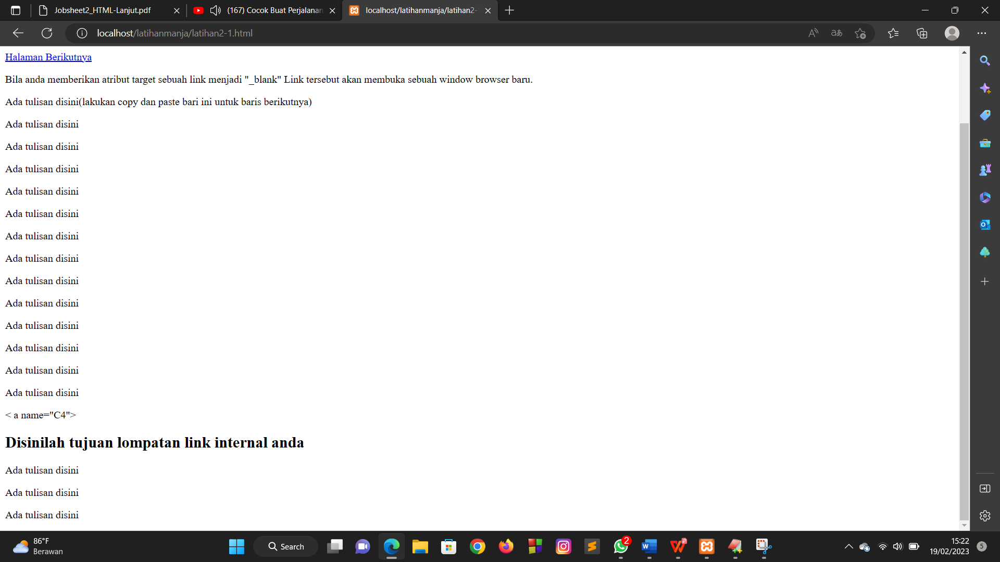 Jobsheet2_HTML-Lanjut.pdf
(167) Cocok Buat Perjalanan
localhost/latihanmanja/latihan2-
localhost/latihanmanja/latihan2-1.html
Halaman Berikutnya
Bila anda memberikan atribut target sebuah link menjadi "_blank" Link tersebut akan membuka sebuah window browser baru.
Ada tulisan disini(lakukan copy dan paste bari ini untuk baris berikutnya)
Ada tulisan disini
Ada tulisan disini
Ada tulisan disini
Ada tulisan disini
Ada tulisan disini
Ada tulisan disini
Ada tulisan disini
Ada tulisan disini
Ada tulisan disini
Ada tulisan disini
Ada tulisan disini
Ada tulisan disini
Ada tulisan disini
< a name="C4">
Disinilah tujuan lompatan link internal anda
Ada tulisan disini
Ada tulisan disini
Ada tulisan disini
86°F
Berawan
Search
2
15:22
19/02/2023
5